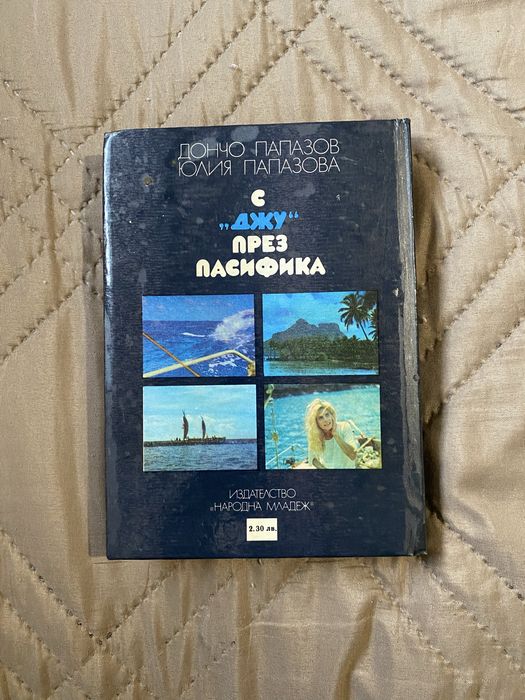 ДОНЧО ПАПАЗОВ
ЮЛИЯ ПАПАЗОВА
С
„ДЖУ“
ПРЕЗ
ПАСИФИКА
ИЗДАТЕЛСТВО
„НАРОДНА МЛАДЕЖ“
2.30 лв.